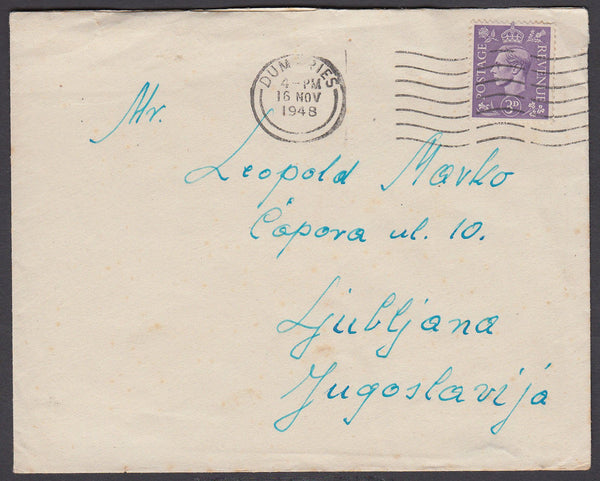 DUMFRIES
4-PM
16 NOV
1948
POSTAGE
REVENUE
3D
Mr.
Leopold Marko
Čopova ul. 10.
Ljubljana
Jugoslavija